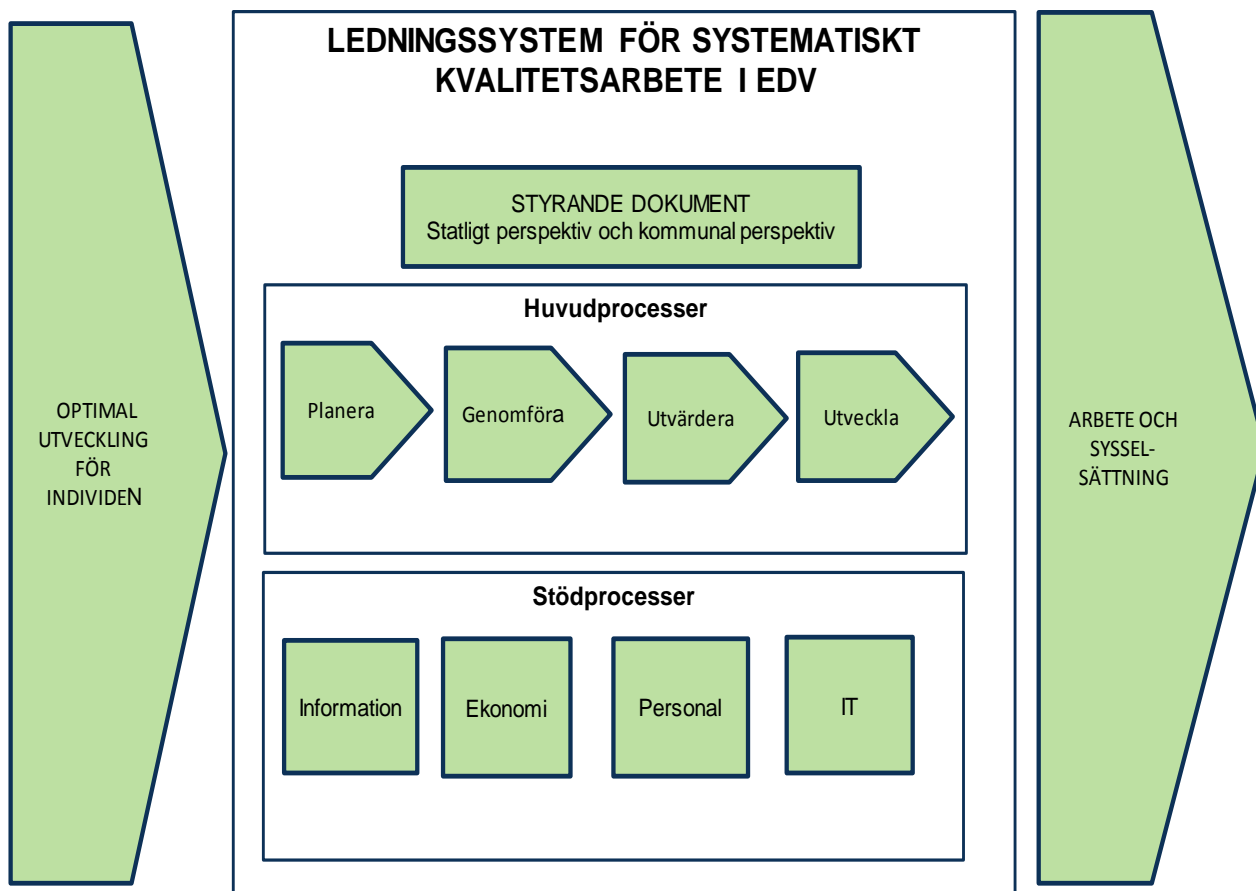 LEDNINGSSYSTEM FÖR SYSTEMATISKT
KVALITETSARBETE I EDV
STYRANDE DOKUMENT
Statligt perspektiv och kommunal perspektiv
Huvudprocesser
Planera
Genomföra
Utvärdera
Utveckla
OPTIMAL
UTVECKLING
FÖR
INDIVIDEN
ARBETE OCH
SYSSEL-
SÄTTNING
Stödprocesser
Information
Ekonomi
Personal
IT